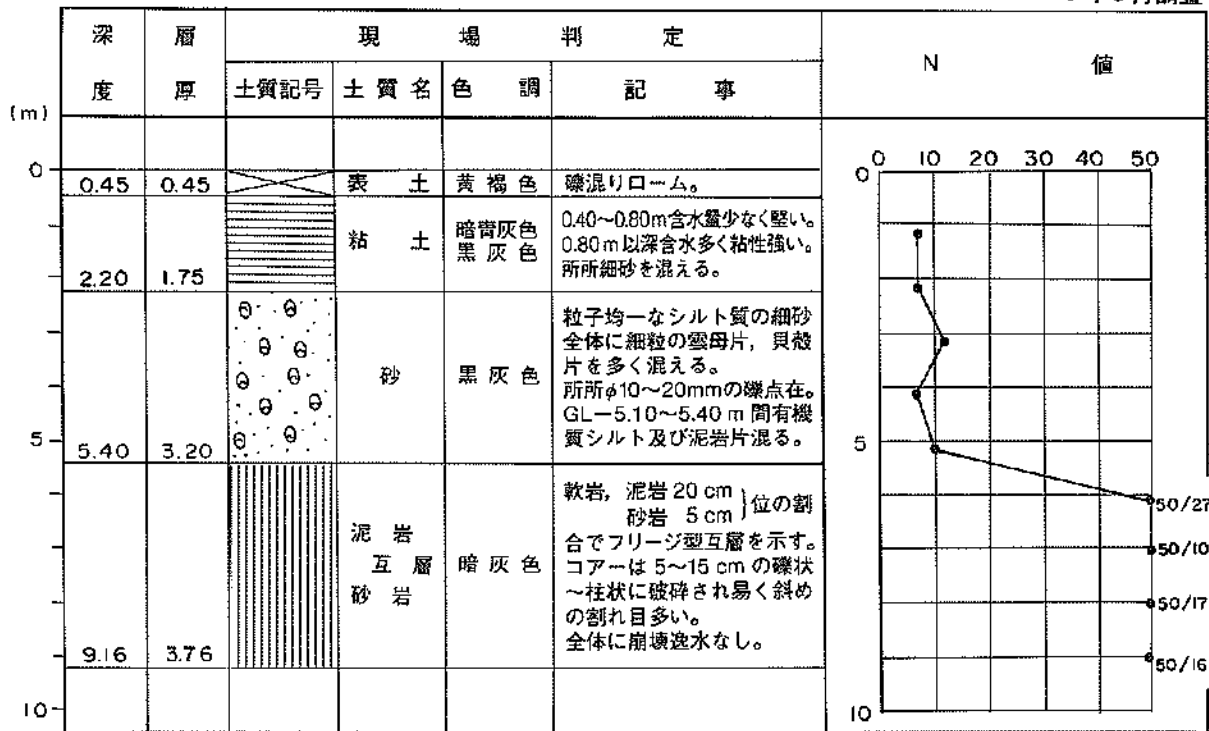 深度
層厚
現場判定
N値
土質記号
土質名
色調
記事
(m)
0
0.45
0.45
表土
黄褐色
礫混りローム。
2.20
1.75
粘土
暗青灰色
黒灰色
0.40～0.80m含水量少なく堅い。
0.80m以深含水多く粘性強い。
所所細砂を混える。
5
5.40
3.20
砂
黒灰色
粒子均一なシルト質の細砂
全体に細粒の雲母片，貝殻
片を多く混える。
所所φ10～20mmの礫点在。
GL－5.10～5.40 m 間有機
質シルト及び泥岩片混る。
9.16
3.76
泥岩
互層
砂岩
暗灰色
軟岩，泥岩 20 cm
砂岩 5 cm}位の割
合でフリージ型互層を示す。
コアーは 5～15 cm の礫状
～柱状に破砕され易く斜め
の割れ目多い。
全体に崩壊逸水なし。
10
0 10 20 30 40 50
0
5
10
50/27
50/10
50/17
50/16